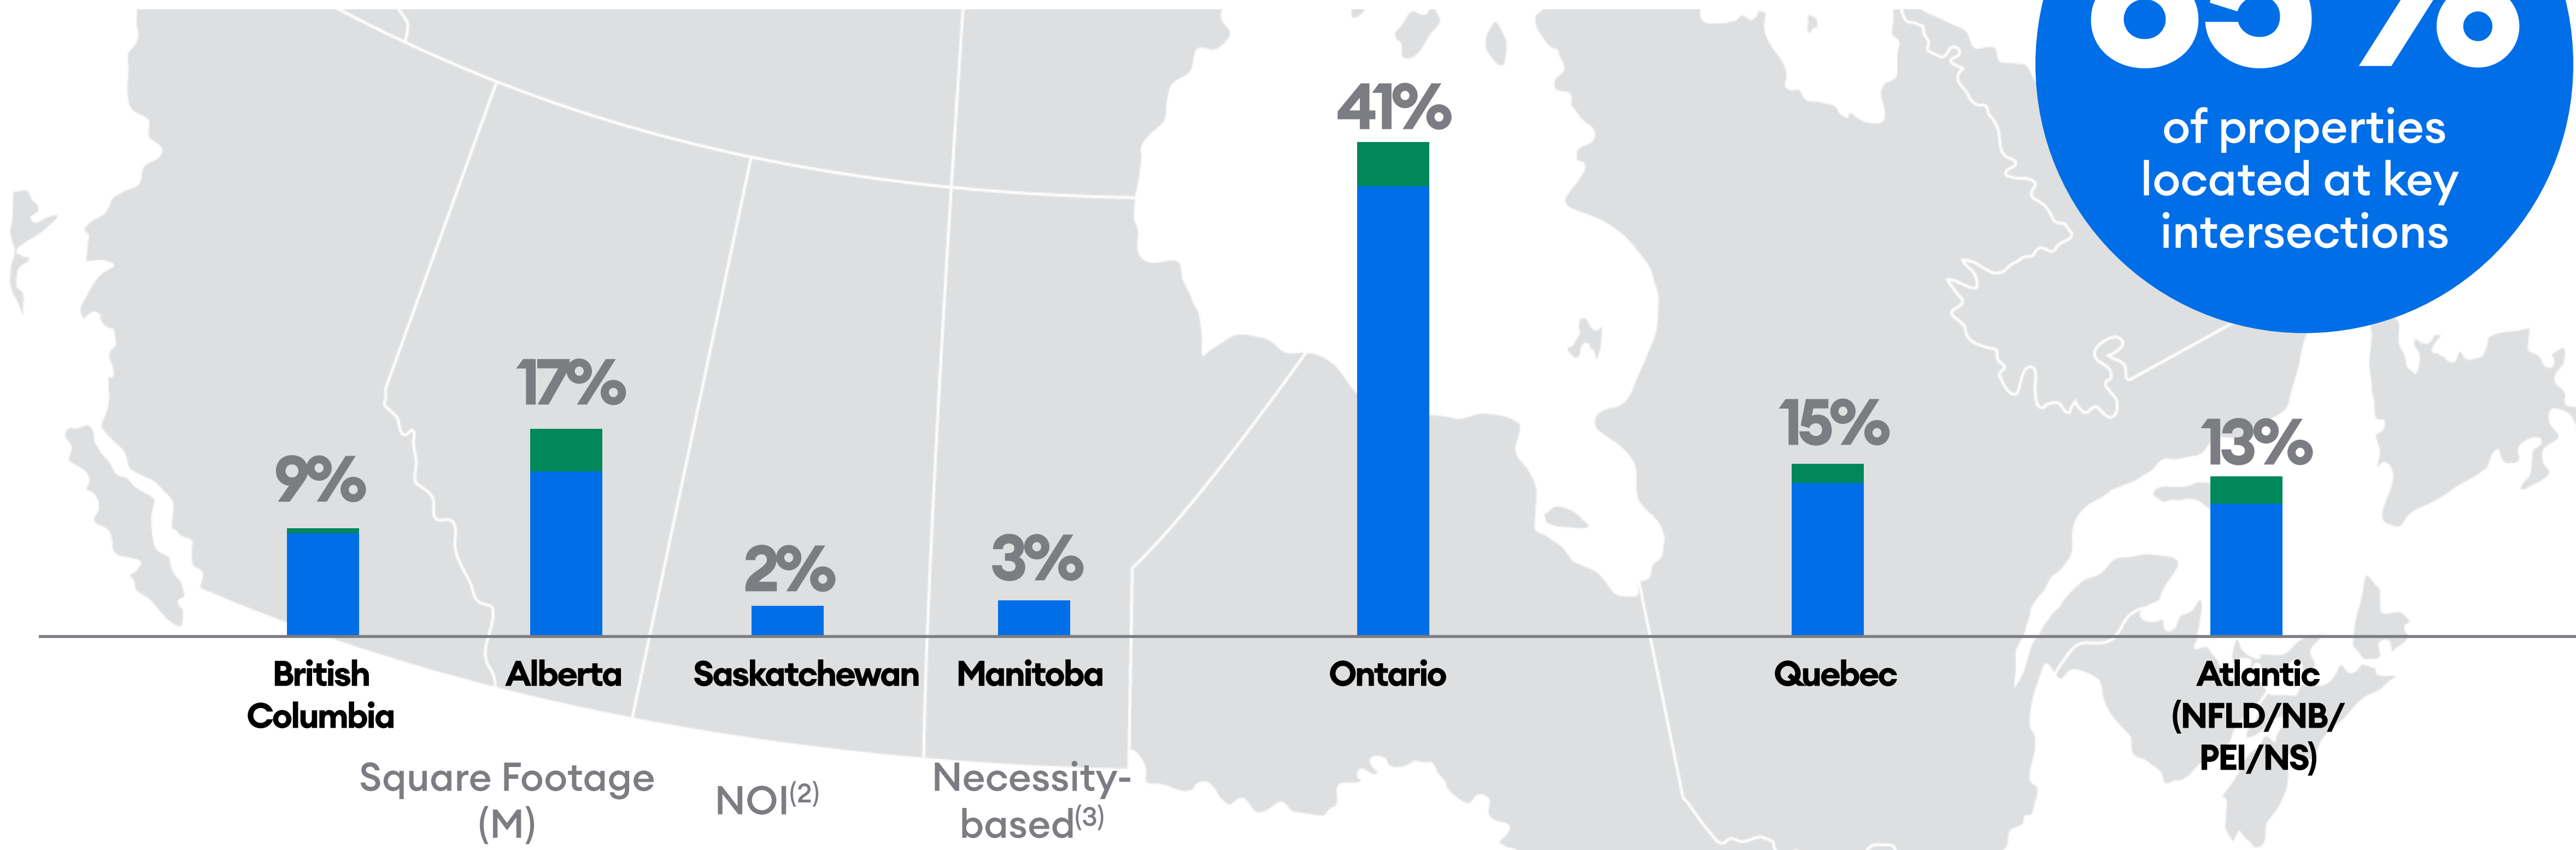 of properties
located at key
intersections
41%
17%
15%
13%
9%
2%
3%
British
Columbia
Alberta
Saskatchewan
Manitoba
Ontario
Quebec
Atlantic
(NFLD/NB/
PEI/NS)
Square Footage
(M)
NOI(2)
Necessity-
based(3)